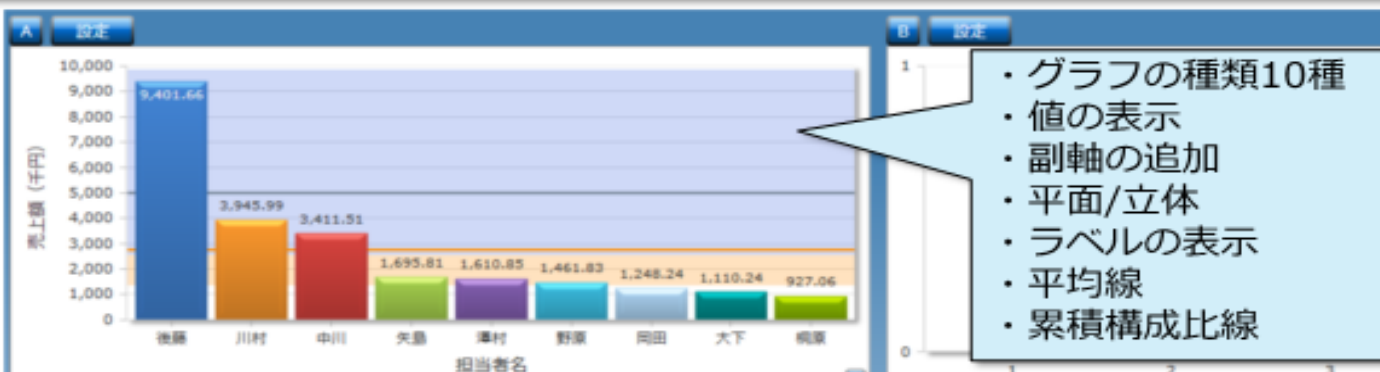 A 設定
B 設定
10,000
9,000
8,000
7,000
6,000
5,000
4,000
3,000
2,000
1,000
0
売上額（千円）
9,401.66
3,945.99
3,411.51
1,695.81
1,610.85
1,461.83
1,248.24
1,110.24
927.06
後藤
川村
中川
矢島
澤村
野原
岡田
大下
桐原
担当者名
1
0
1
2
3
・グラフの種類10種
・値の表示
・副軸の追加
・平面/立体
・ラベルの表示
・平均線
・累積構成比線